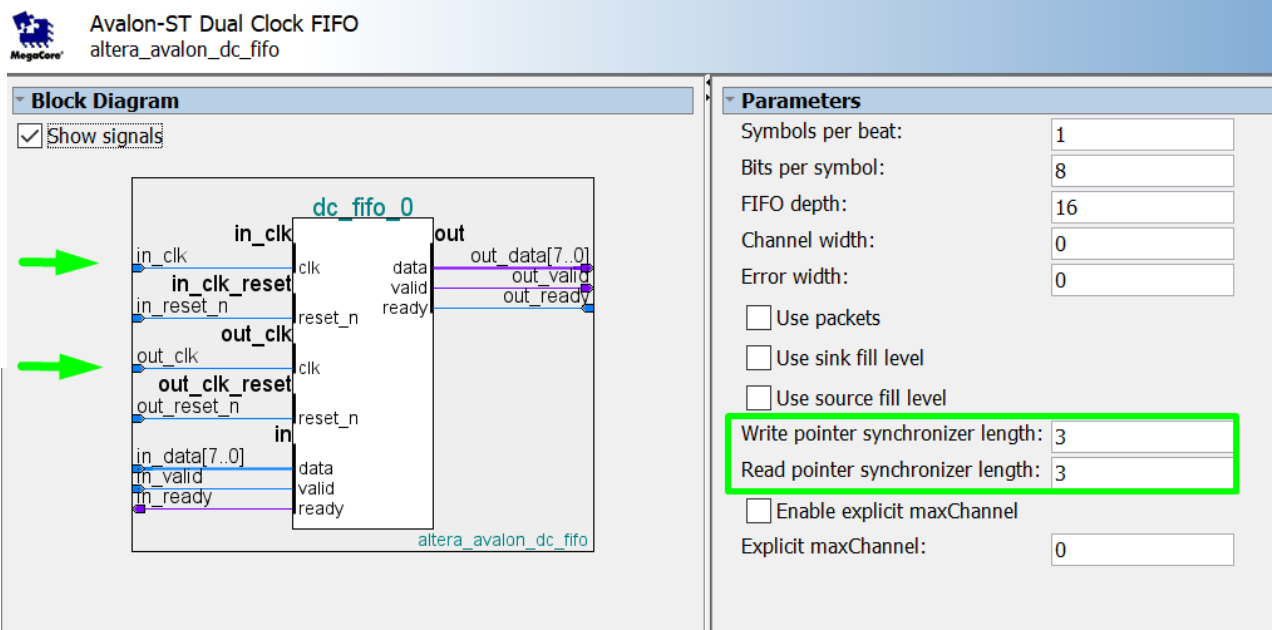 Avalon-ST Dual Clock FIFO
altera_avalon_dc_fifo
MegaCore®
Block Diagram
Show signals
dc_fifo_0
in_clk
in_clk
clk
in_clk_reset
in_reset_n
reset_n
out_clk
out_clk
clk
out_clk_reset
out_reset_n
reset_n
in
in_data[7..0]
data
in_valid
valid
in_ready
ready
out
data
out_data[7..0]
valid
out_valid
ready
out_ready
altera_avalon_dc_fifo
Parameters
Symbols per beat: 1
Bits per symbol: 8
FIFO depth: 16
Channel width: 0
Error width: 0
Use packets
Use sink fill level
Use source fill level
Write pointer synchronizer length: 3
Read pointer synchronizer length: 3
Enable explicit maxChannel
Explicit maxChannel: 0